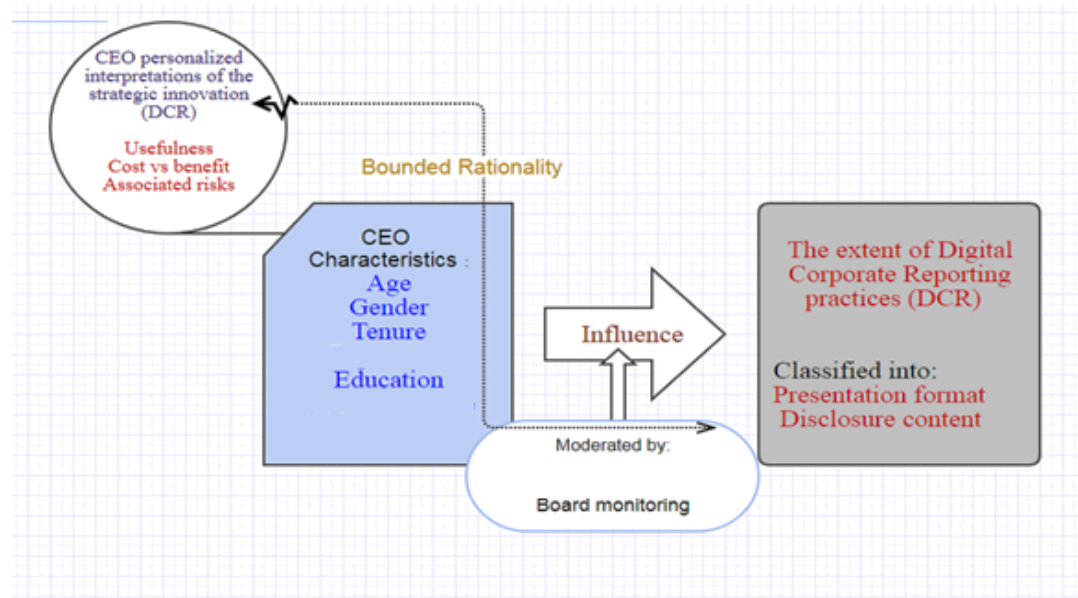 CEO personalized
interpretations of the
strategic innovation
(DCR)
Usefulness
Cost vs benefit
Associated risks
Bounded Rationality
CEO
Characteristics :
Age
Gender
Tenure
Education
Influence
Moderated by:
Board monitoring
The extent of Digital
Corporate Reporting
practices (DCR)
Classified into:
Presentation format
Disclosure content